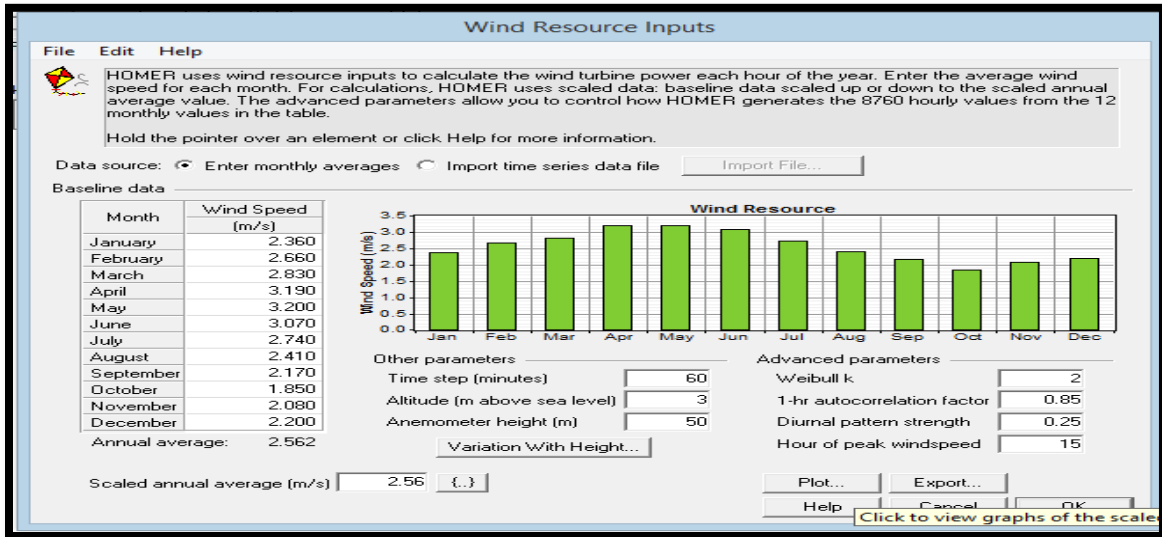 Wind Resource Inputs
File Edit Help
HOMER uses wind resource inputs to calculate the wind turbine power each hour of the year. Enter the average wind
speed for each month. For calculations, HOMER uses scaled data: baseline data scaled up or down to the scaled annual
average value. The advanced parameters allow you to control how HOMER generates the 8760 hourly values from the 12
monthly values in the table.
Hold the pointer over an element or click Help for more information.
Data source: Enter monthly averages Import time series data file Import File...
Baseline data
Month Wind Speed
(m/s)
January 2.360
February 2.660
March 2.830
April 3.190
May 3.200
June 3.070
July 2.740
August 2.410
September 2.170
October 1.850
November 2.080
December 2.200
Annual average: 2.562
Wind Resource
Wind Speed (m/s)
3.5
3.0
2.5
2.0
1.5
1.0
0.5
0.0
Jan Feb Mar Apr May Jun Jul Aug Sep Oct Nov Dec
Other parameters
Time step (minutes) 60
Altitude (m above sea level) 3
Anemometer height (m) 50
Variation With Height...
Advanced parameters
Weibull k 2
1-hr autocorrelation factor 0.85
Diurnal pattern strength 0.25
Hour of peak windspeed 15
Scaled annual average (m/s) 2.56 {..}
Plot... Export...
Help Cancel OK
Click to view graphs of the scale